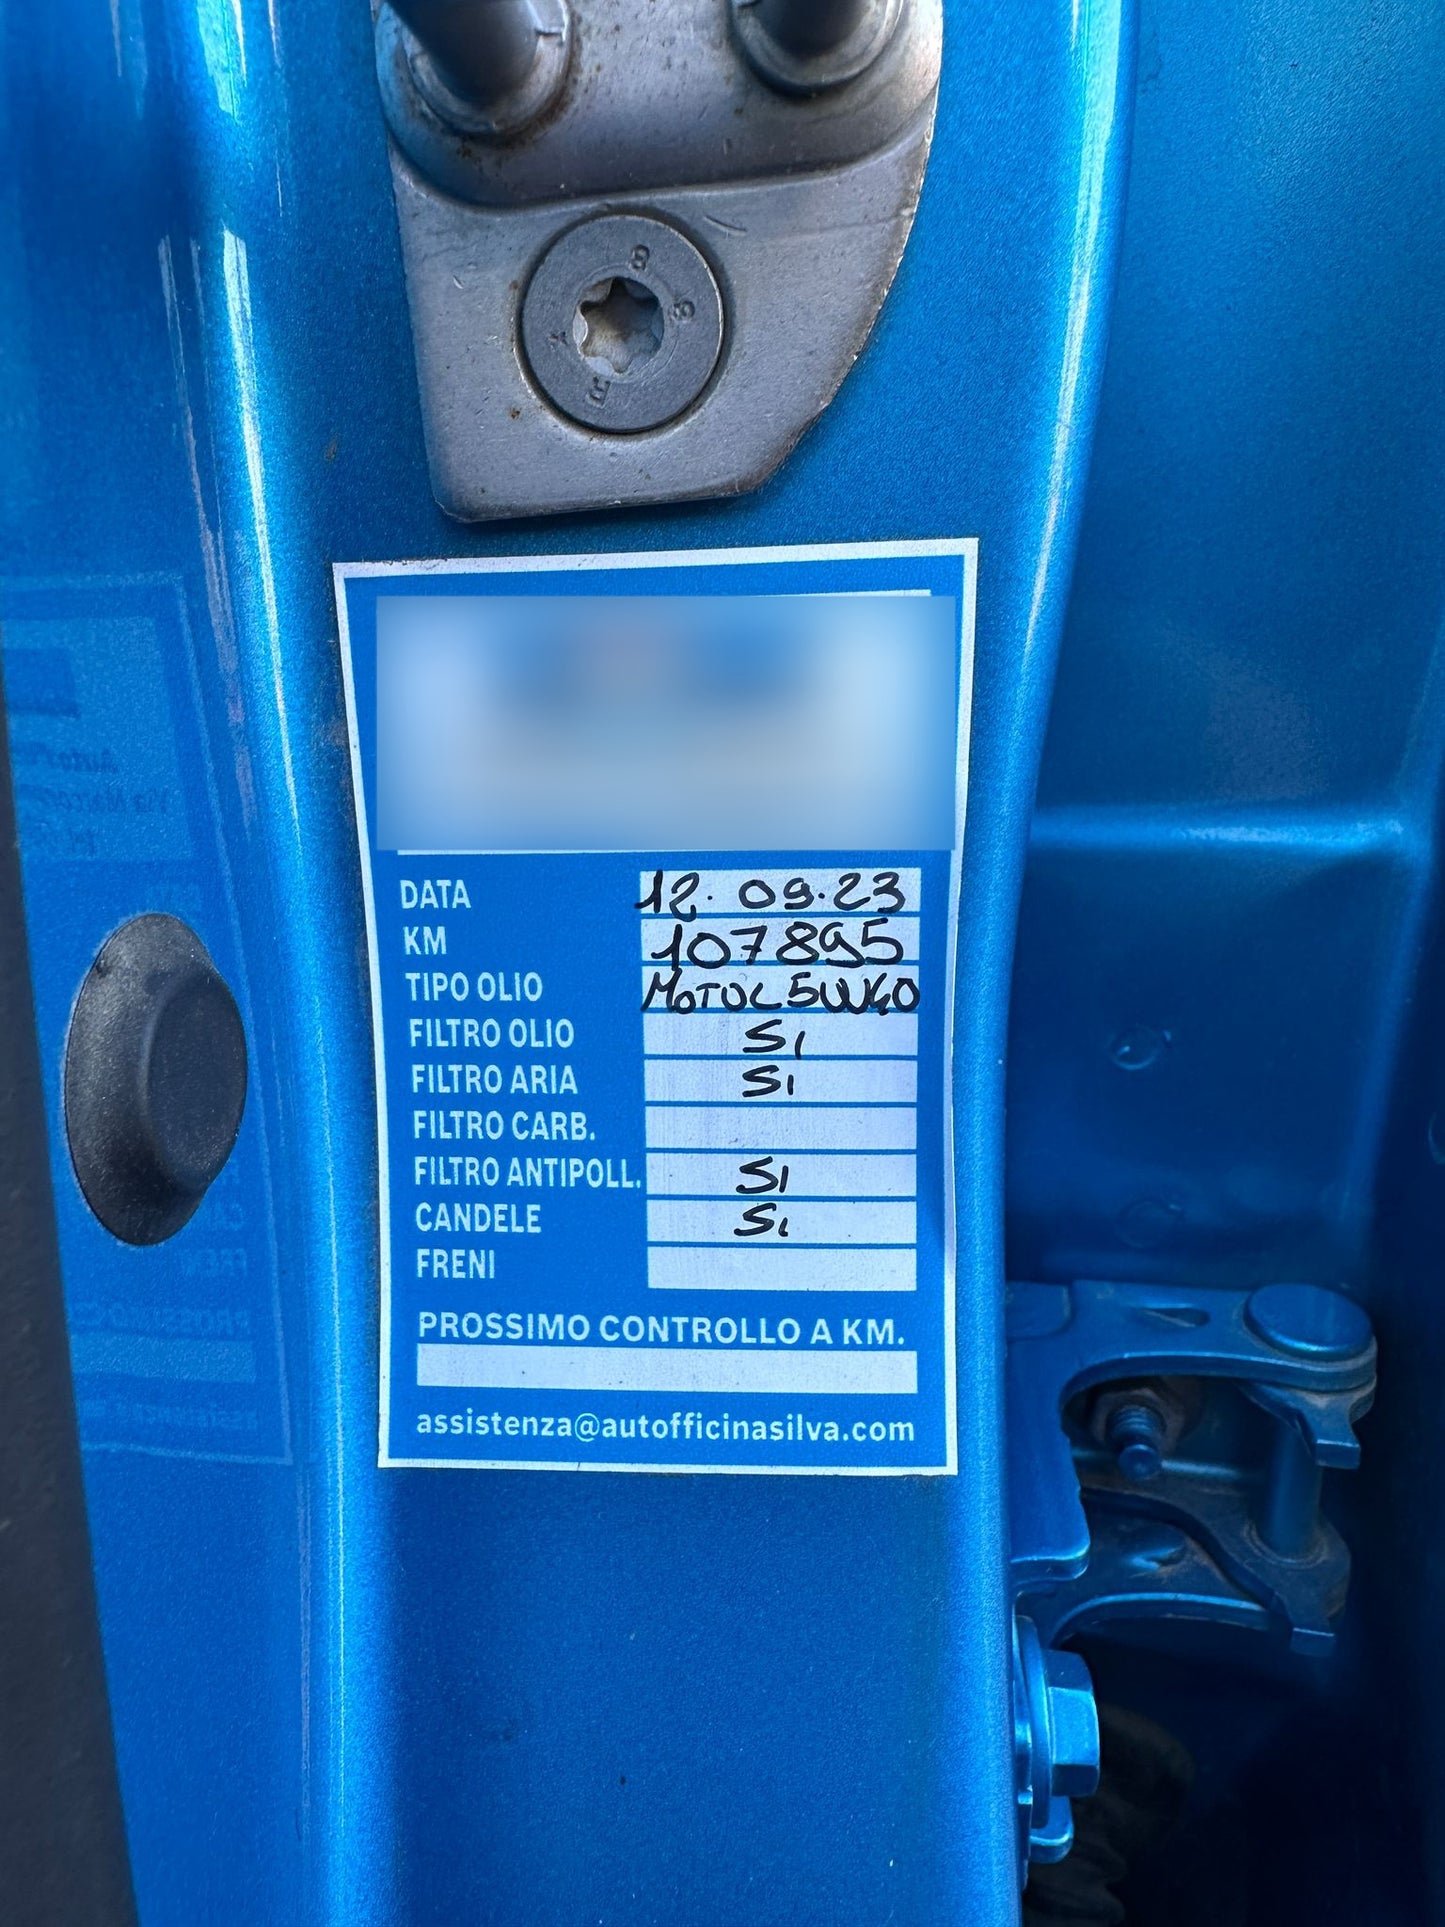 DATA 12.09.23
KM 107895
TIPO OLIO MOTUL 5W40
FILTRO OLIO Si
FILTRO ARIA Si
FILTRO CARB.
FILTRO ANTIPOLL. Si
CANDELE Si
FRENI
PROSSIMO CONTROLLO A KM.
assistenza@autofficinasilva.com